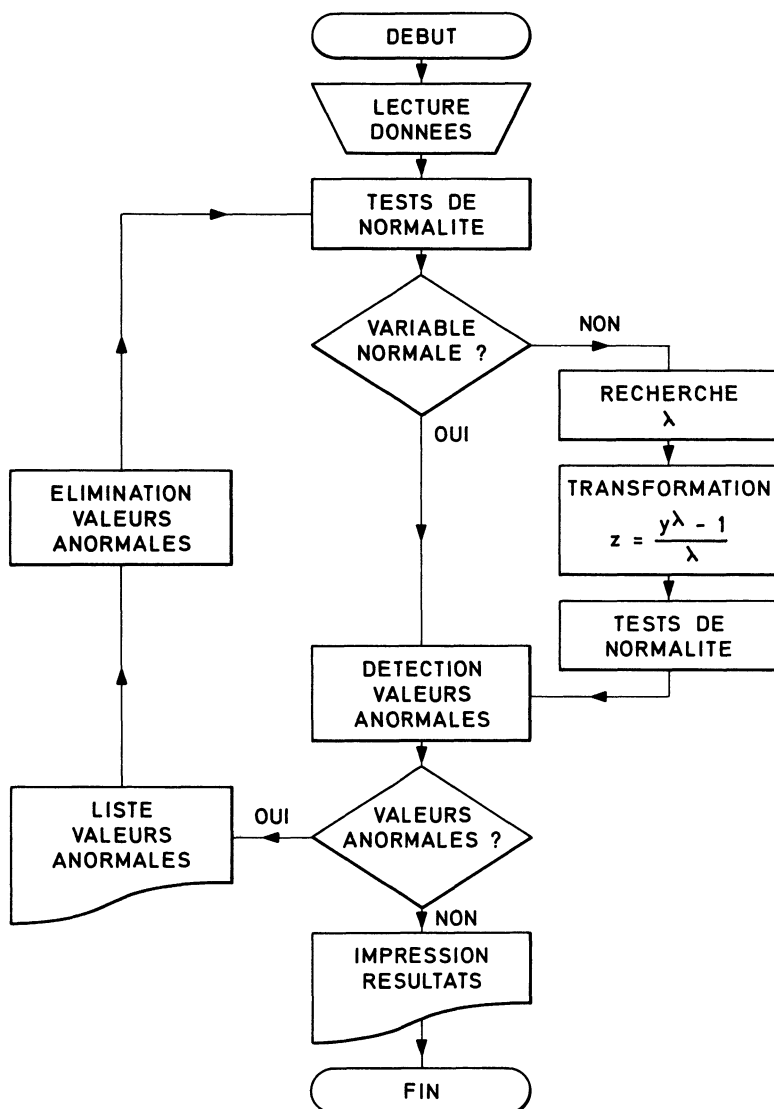 DEBUT
LECTURE
DONNEES
TESTS DE
NORMALITE
VARIABLE
NORMALE ?
NON
OUI
RECHERCHE
λ
TRANSFORMATION
z = (y^λ - 1) / λ
TESTS DE
NORMALITE
DETECTION
VALEURS
ANORMALES
VALEURS
ANORMALES ?
OUI
LISTE
VALEURS
ANORMALES
ELIMINATION
VALEURS
ANORMALES
NON
IMPRESSION
RESULTATS
FIN